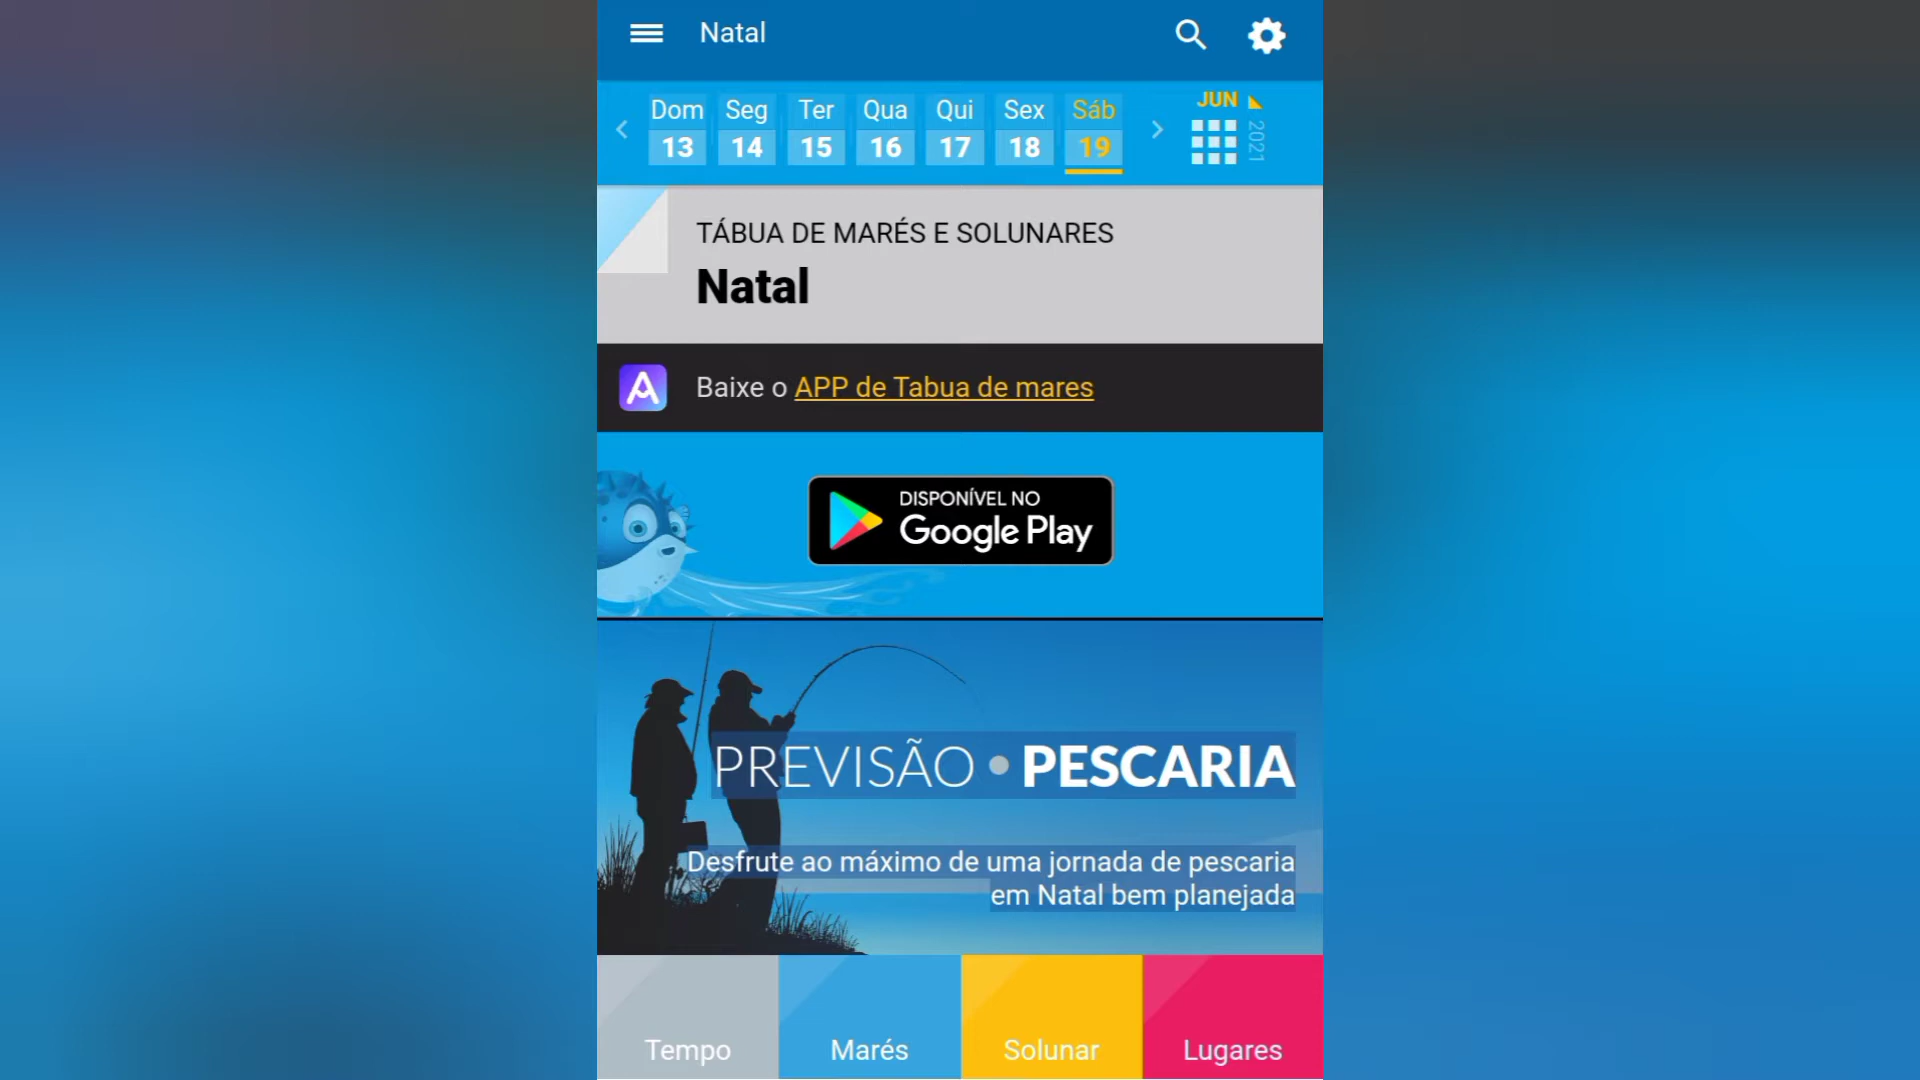 Natal
Dom Seg Ter Qua Qui Sex Sáb
13 14 15 16 17 18 19
JUN
2021
TÁBUA DE MARÉS E SOLUNARES
Natal
Baixe o APP de Tabua de mares
DISPONÍVEL NO
Google Play
PREVISÃO • PESCARIA
Desfrute ao máximo de uma jornada de pescaria
em Natal bem planejada
Tempo Marés Solunar Lugares